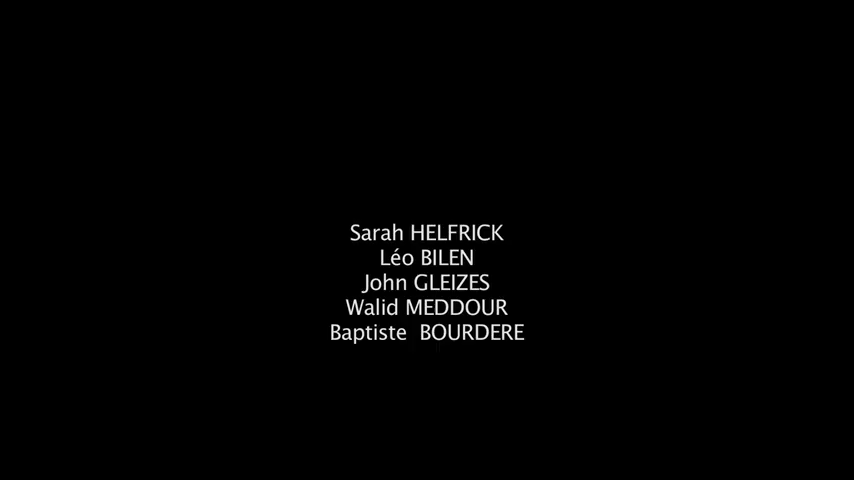 Sarah HELFRICK
Léo BILEN
John GLEIZES
Walid MEDDOUR
Baptiste  BOURDERE